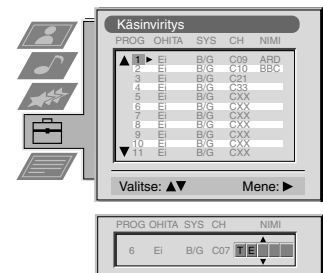 Käsinviritys
PROG OHITA SYS CH NIMI
1 Ei B/G C09 ARD
2 Ei B/G C10 BBC
3 Ei B/G C21
4 Ei B/G C33
5 Ei B/G CXX
6 Ei B/G CXX
7 Ei B/G CXX
8 Ei B/G CXX
9 Ei B/G CXX
10 Ei B/G CXX
11 Ei B/G CXX
Valitse: ▲▼ Mene: ▶
PROG OHITA SYS CH NIMI
6 Ei B/G C07 TE